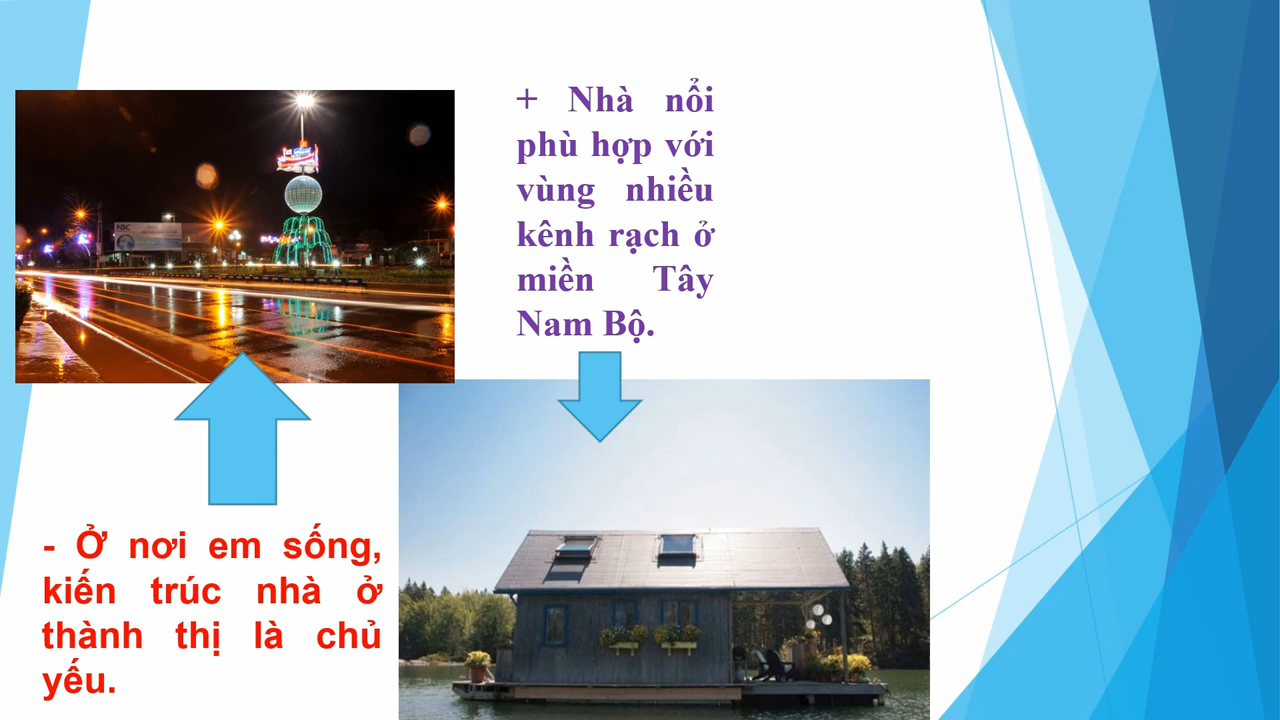 + Nhà nổi
phù hợp với
vùng nhiều
kênh rạch ở
miền Tây
Nam Bộ.
NBC
- Ở nơi em sống,
kiến trúc nhà ở
thành thị là chủ
yếu.